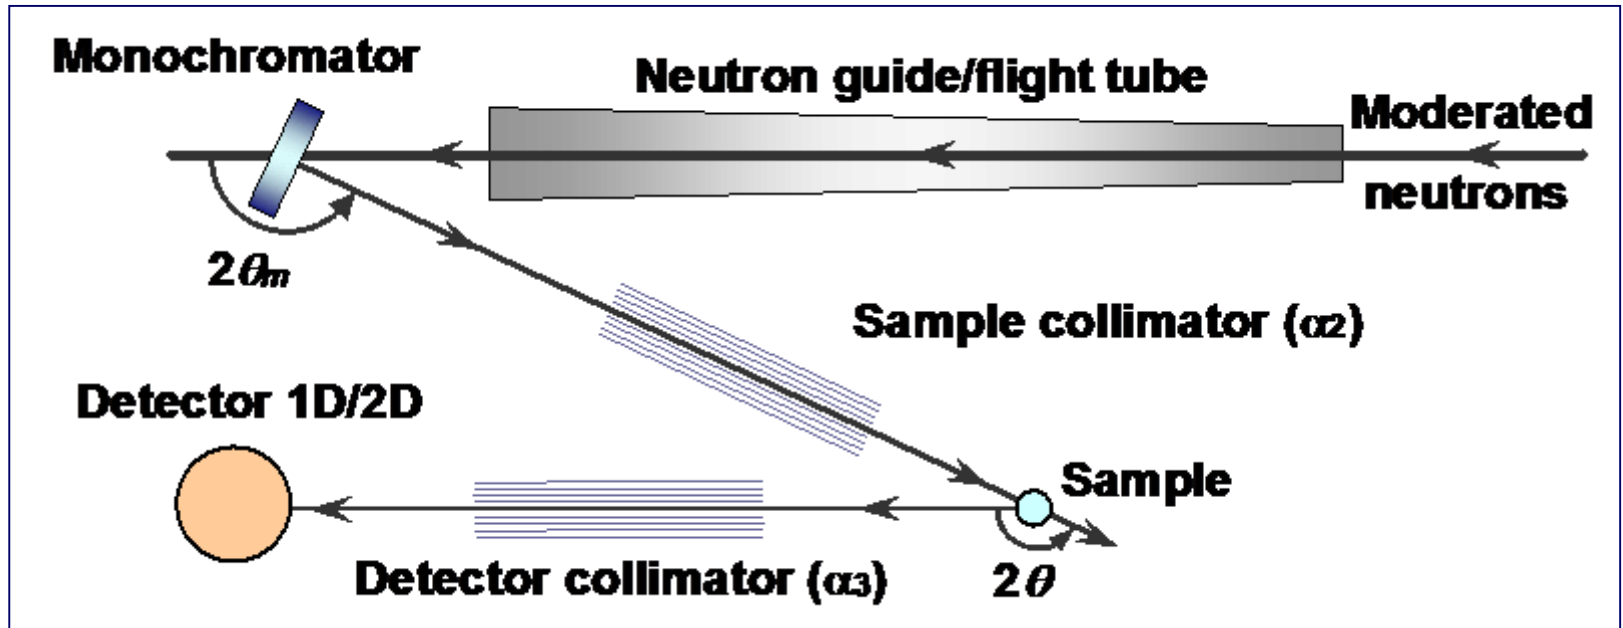 Monochromator
Neutron guide/flight tube
Moderated
neutrons
2θm
Sample collimator (α2)
Detector 1D/2D
Sample
Detector collimator (α3)
2θ